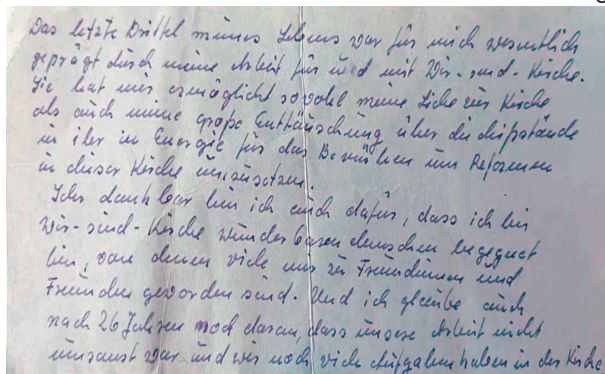 Das letzte Drittel meines Lebens war für mich wesentlich
geprägt durch meine Arbeit für und mit Wir-sind-Kirche.
Sie hat mir ermöglicht sowohl meine Liebe zur Kirche
als auch meine große Enttäuschung über die Mißstände
in ihr in Energie für das Bemühen um Reformen
in dieser Kirche umzusetzen.
Sehr dankbar bin ich auch dafür, dass ich bei
Wir-sind-Kirche wunderbaren Menschen begegnet
bin, von denen viele mir zu Freundinnen und
Freunden geworden sind. Und ich glaube auch
nach 26 Jahren noch daran, dass unsere Arbeit nicht
umsonst war und wir noch viele Aufgaben haben in der Kirche.